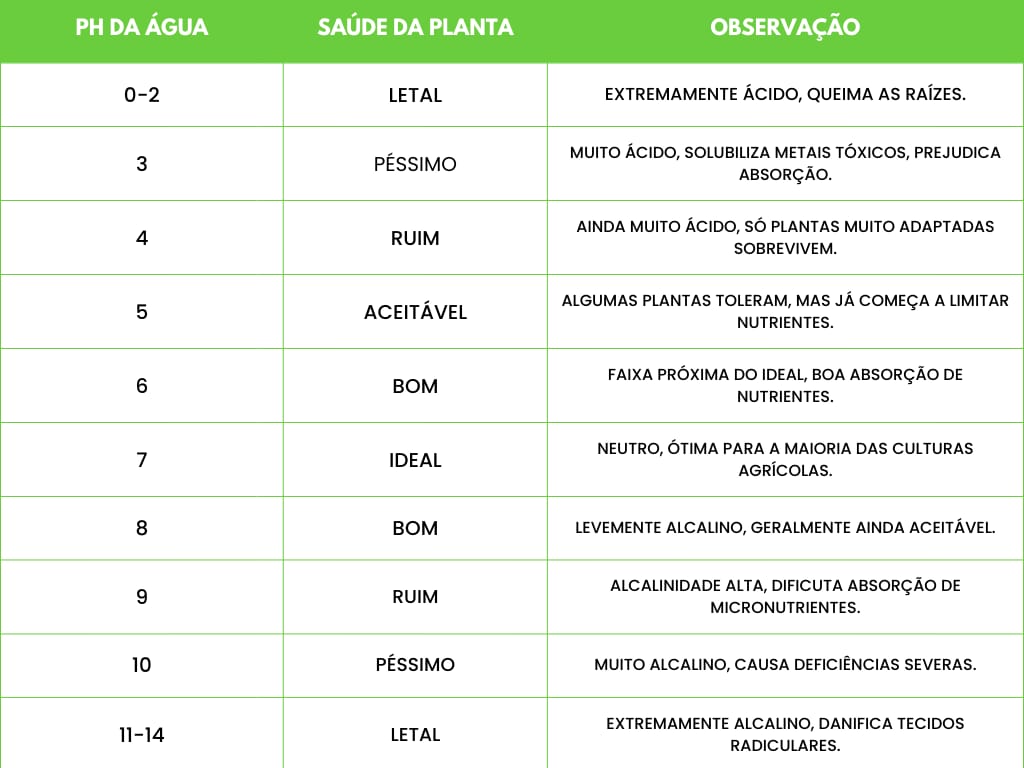 PH DA ÁGUA SAÚDE DA PLANTA OBSERVAÇÃO
0-2 LETAL EXTREMAMENTE ÁCIDO, QUEIMA AS RAÍZES.
3 PÉSSIMO MUITO ÁCIDO, SOLUBILIZA METAIS TÓXICOS, PREJUDICA
ABSORÇÃO.
4 RUIM AINDA MUITO ÁCIDO, SÓ PLANTAS MUITO ADAPTADAS
SOBREVIVEM.
5 ACEITÁVEL ALGUMAS PLANTAS TOLERAM, MAS JÁ COMEÇA A LIMITAR
NUTRIENTES.
6 BOM FAIXA PRÓXIMA DO IDEAL, BOA ABSORÇÃO DE
NUTRIENTES.
7 IDEAL NEUTRO, ÓTIMA PARA A MAIORIA DAS CULTURAS
AGRÍCOLAS.
8 BOM LEVEMENTE ALCALINO, GERALMENTE AINDA ACEITÁVEL.
9 RUIM ALCALINIDADE ALTA, DIFICUTA ABSORÇÃO DE
MICRONUTRIENTES.
10 PÉSSIMO MUITO ALCALINO, CAUSA DEFICIÊNCIAS SEVERAS.
11-14 LETAL EXTREMAMENTE ALCALINO, DANIFICA TECIDOS
RADICULARES.